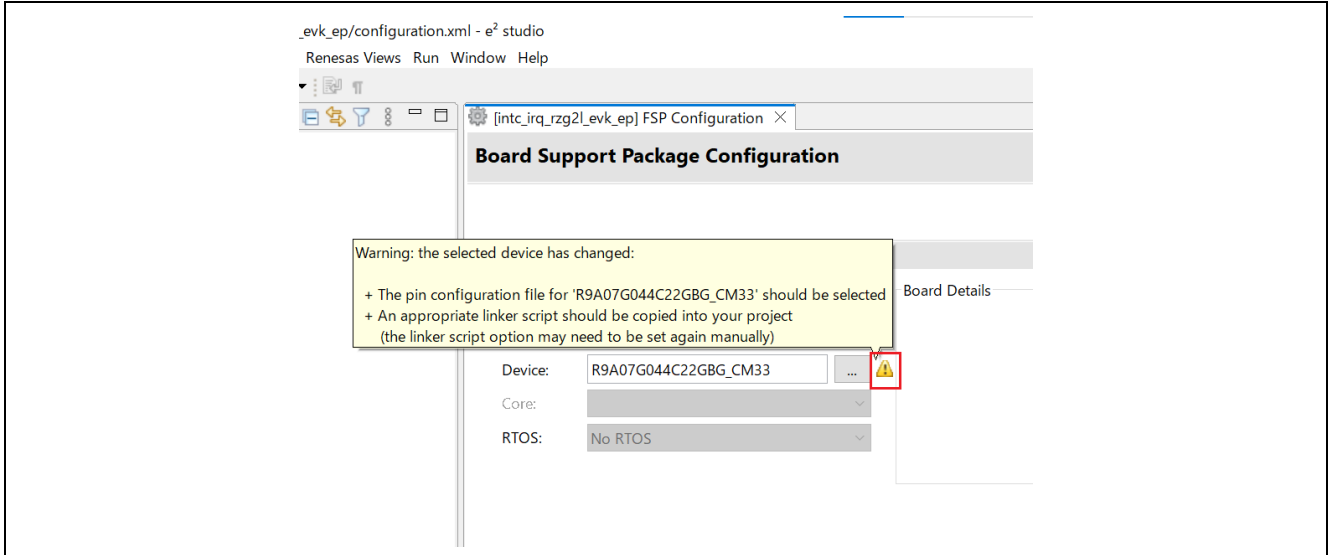 _evk_ep/configuration.xml - e² studio
Renesas Views Run Window Help
[intc_irq_rzg2l_evk_ep] FSP Configuration
Board Support Package Configuration
Warning: the selected device has changed:
+ The pin configuration file for 'R9A07G044C22GBG_CM33' should be selected
+ An appropriate linker script should be copied into your project
(the linker script option may need to be set again manually)
Board Details
Device: R9A07G044C22GBG_CM33 ...
Core:
RTOS: No RTOS